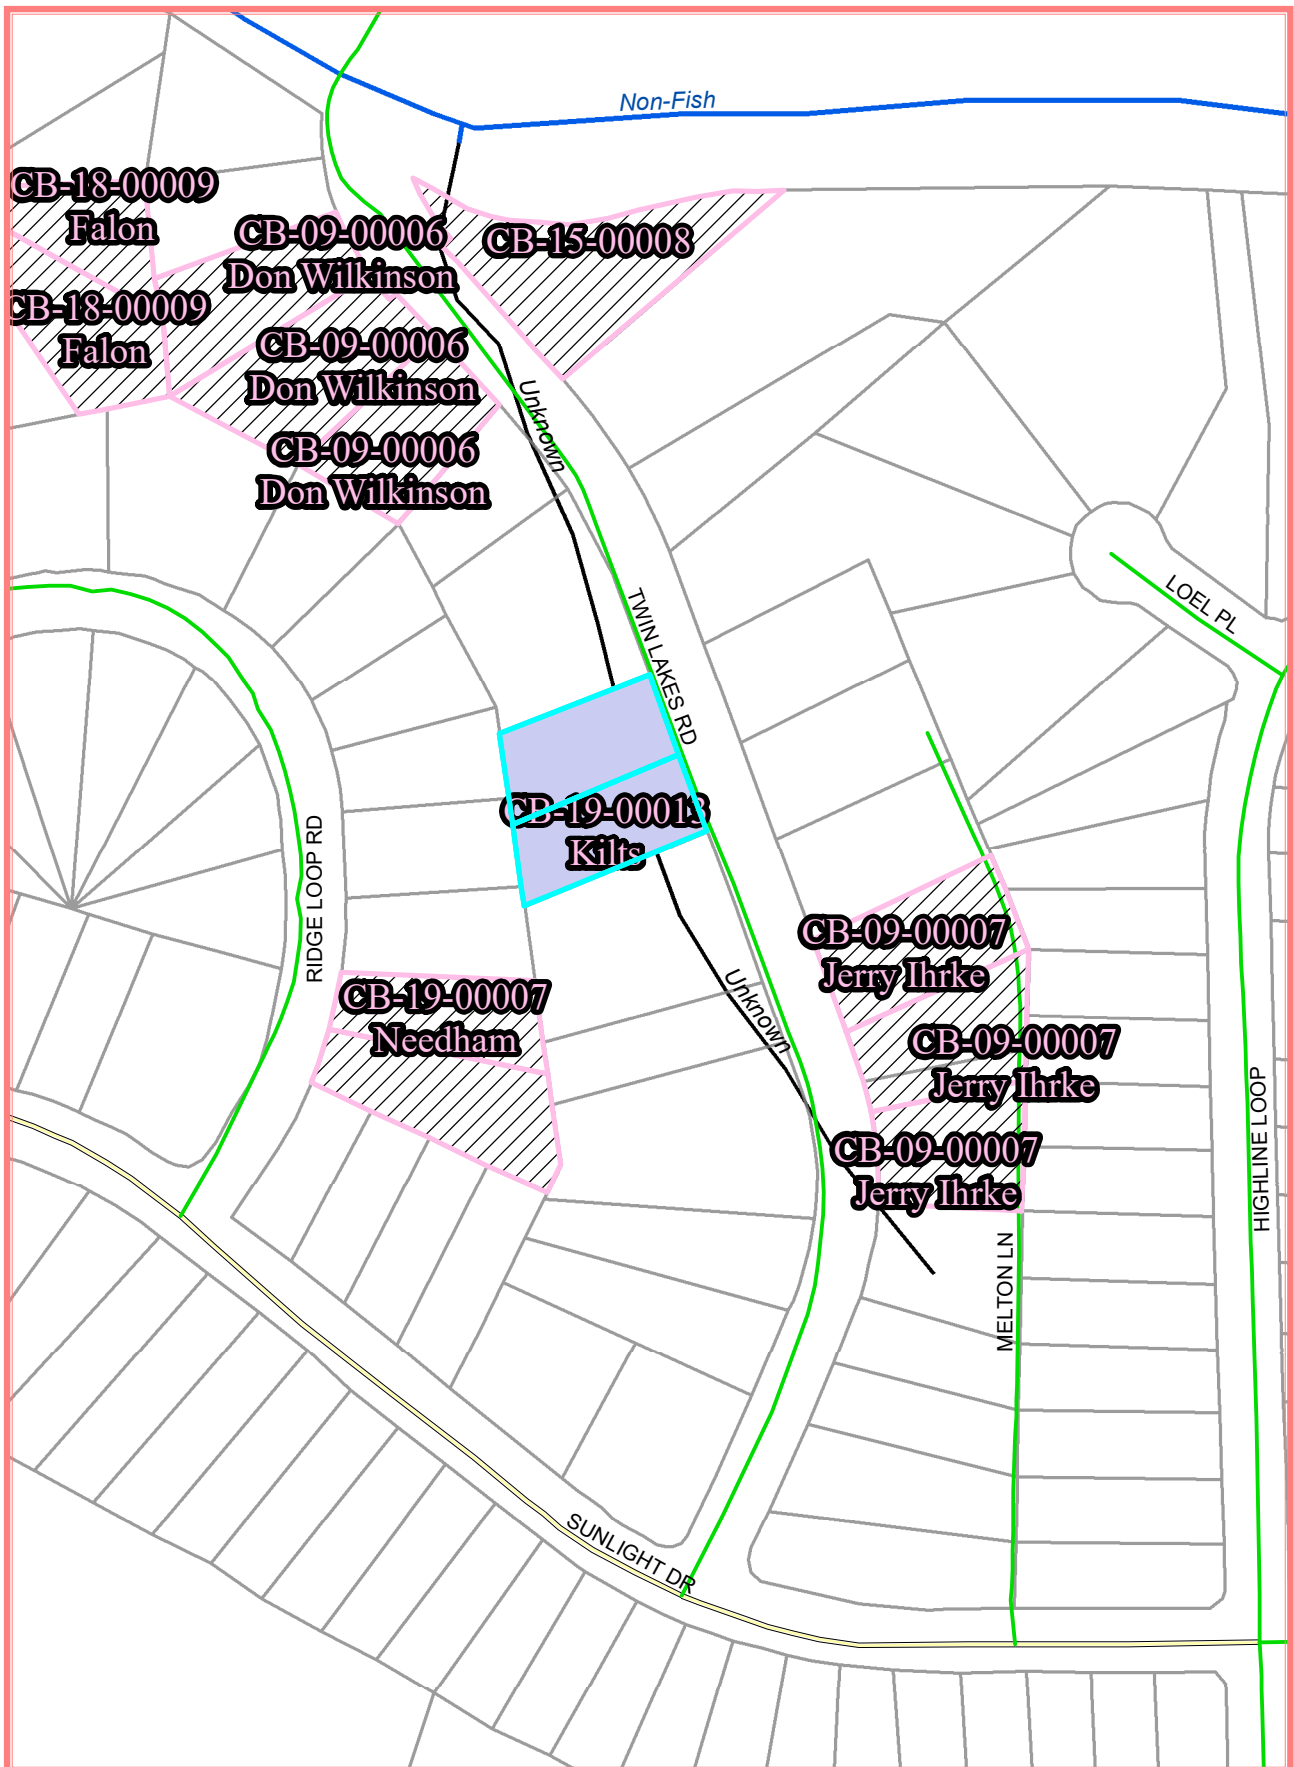 Non-Fish
CB-18-00009
Falon
CB-09-00006
Don Wilkinson
CB-15-00008
CB-18-00009
Falon
CB-09-00006
Don Wilkinson
Unknown
CB-09-00006
Don Wilkinson
LOEL PL
TWIN LAKES RD
CB-19-00013
Kilts
RIDGE LOOP RD
CB-09-00007
Jerry Ihrke
CB-19-00007
Needham
Unknown
CB-09-00007
Jerry Ihrke
HIGHLINE LOOP
CB-09-00007
Jerry Ihrke
MELTON LN
SUNLIGHT DR